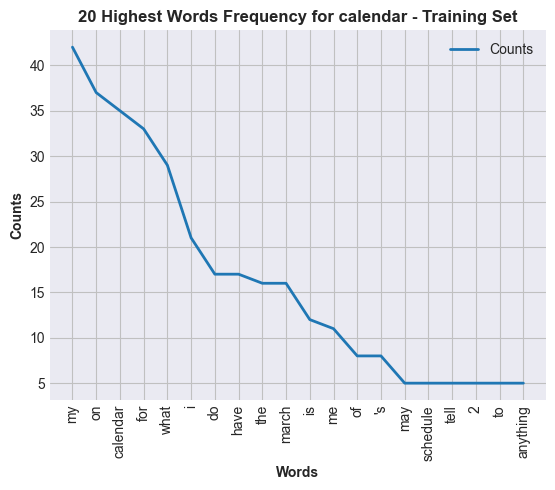 20 Highest Words Frequency for calendar - Training Set
Counts
Counts
40
35
30
25
20
15
10
5
my
on
calendar
for
what
i
do
have
the
march
is
me
of
's
may
schedule
tell
2
to
anything
Words